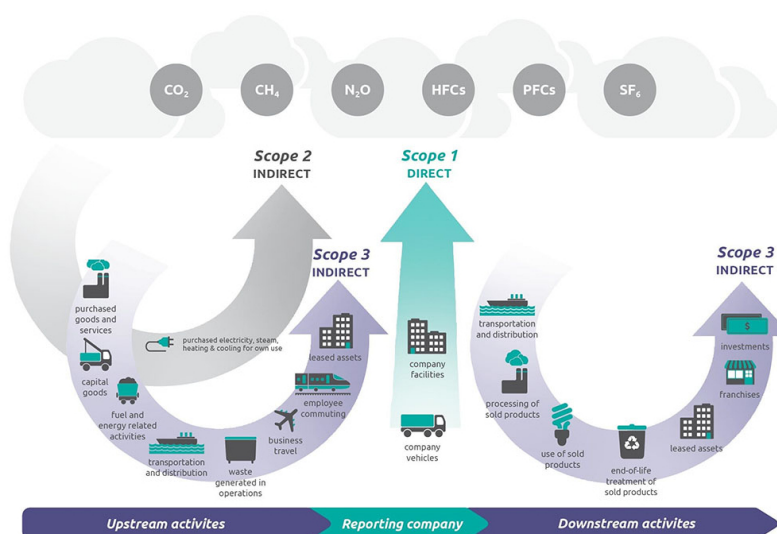 CO₂
CH₄
N₂O
HFCs
PFCs
SF₆
Scope 2
INDIRECT
Scope 1
DIRECT
Scope 3
INDIRECT
Scope 3
INDIRECT
purchased
goods and
services
capital
goods
fuel and
energy related
activities
transportation
and distribution
waste
generated in
operations
business
travel
employee
commuting
leased assets
purchased electricity, steam,
heating & cooling for own use
company
facilities
company
vehicles
transportation
and distribution
processing of
sold products
use of sold
products
end-of-life
treatment of
sold products
leased assets
franchises
investments
$
Upstream activites
Reporting company
Downstream activites